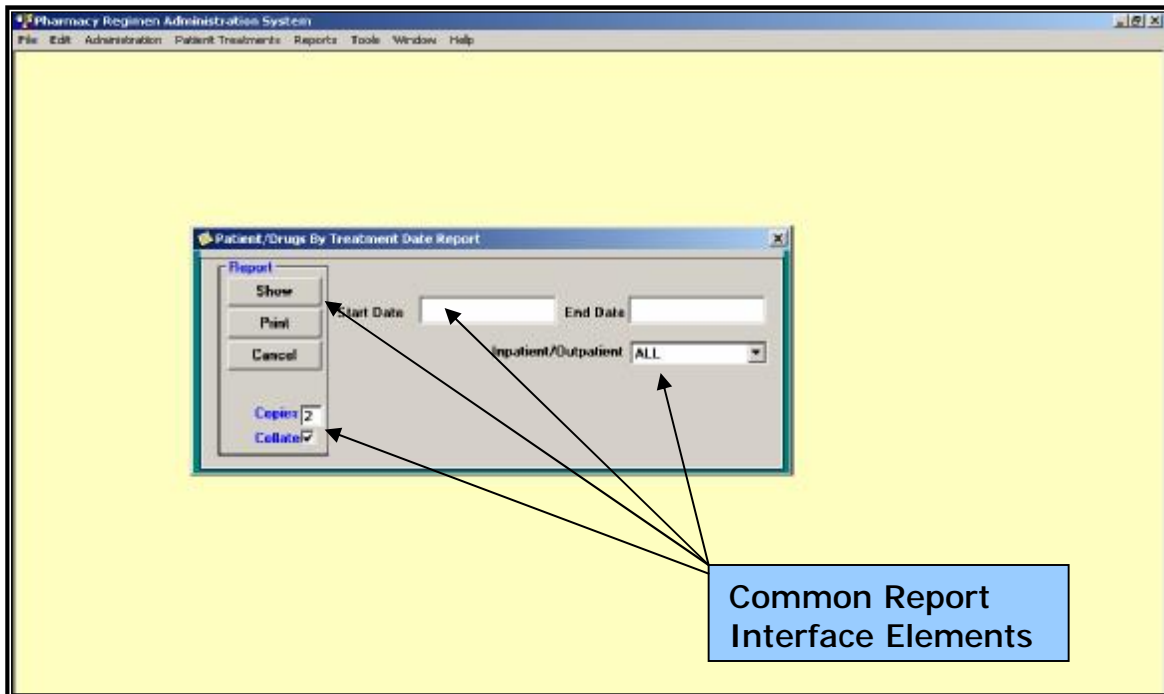 Pharmacy Regimen Administration System
File Edit Administration Patient Treatments Reports Tools Window Help
Patient/Drugs By Treatment Date Report
Report
Show
Print
Cancel
Start Date
End Date
Inpatient/Outpatient ALL
Copies 2
Collate
Common Report
Interface Elements